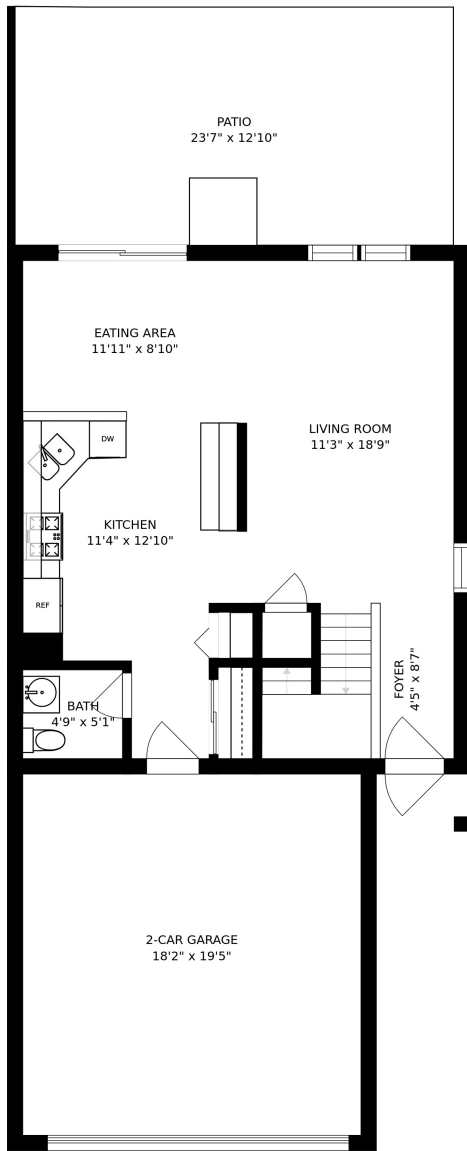 PATIO
23'7" x 12'10"
EATING AREA
11'11" x 8'10"
LIVING ROOM
11'3" x 18'9"
DW
KITCHEN
11'4" x 12'10"
REF
FOYER
4'5" x 8'7"
BATH
4'9" x 5'1"
2-CAR GARAGE
18'2" x 19'5"